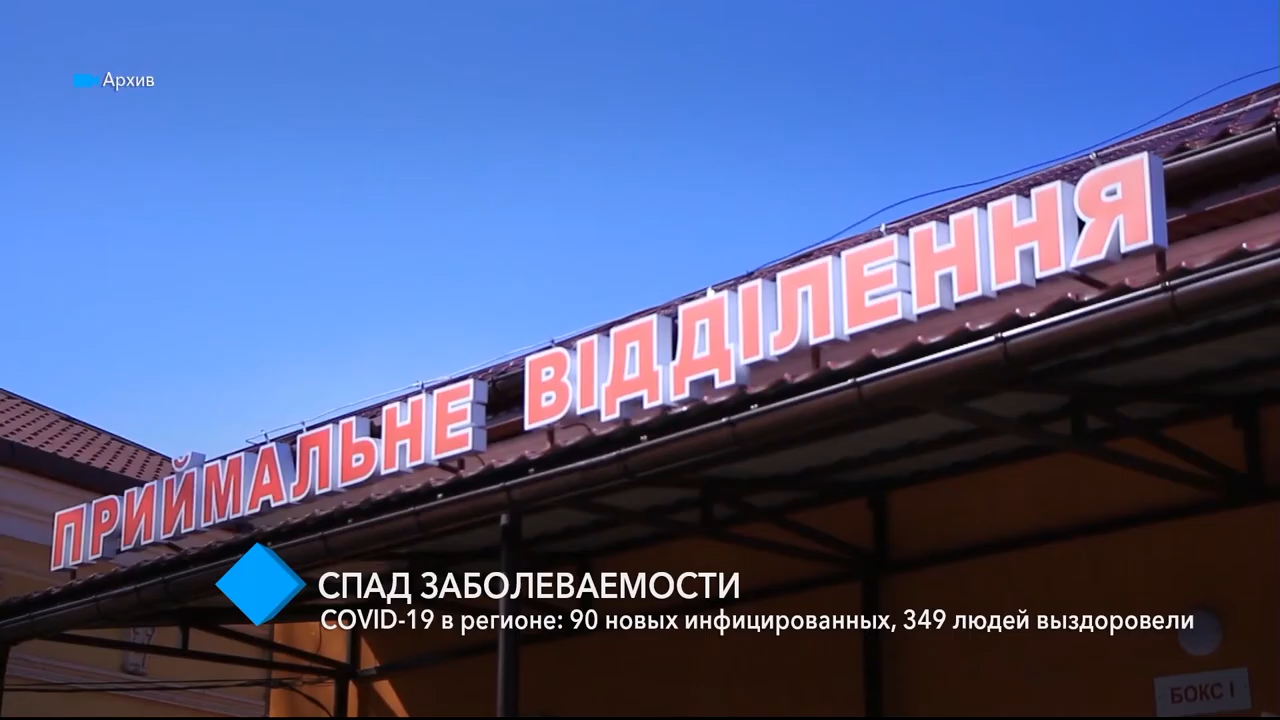 Архив
ПРИЙМАЛЬНЕ ВІДДІЛЕННЯ
СПАД ЗАБОЛЕВАЕМОСТИ
COVID-19 в регионе: 90 новых инфицированных, 349 людей выздоровели
БОКС І